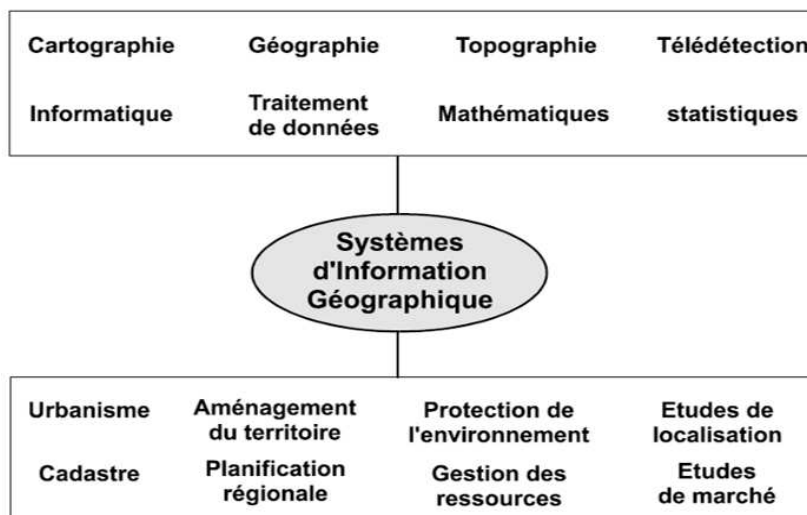 Cartographie Géographie Topographie Télédétection
Informatique Traitement de données Mathématiques statistiques
Systèmes
d'Information
Géographique
Urbanisme Aménagement du territoire Protection de l'environnement Etudes de localisation
Cadastre Planification régionale Gestion des ressources Etudes de marché